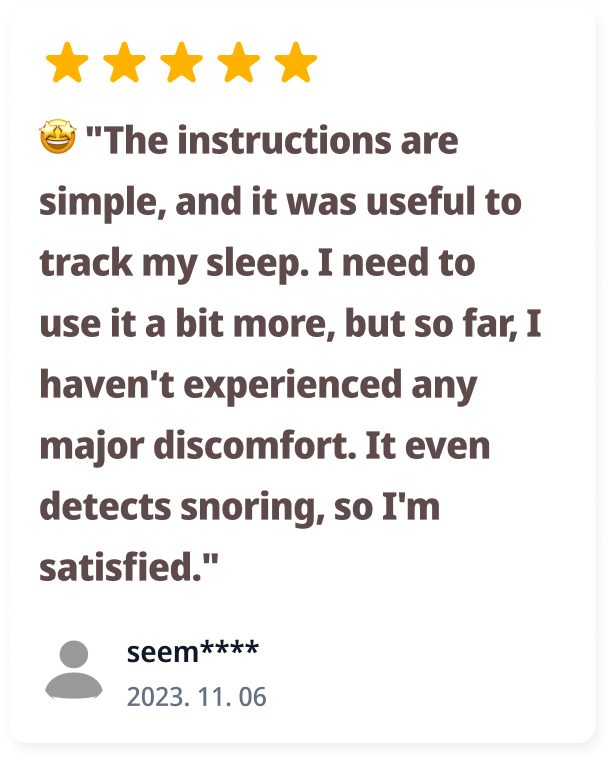 🤩 "The instructions are
simple, and it was useful to
track my sleep. I need to
use it a bit more, but so far, I
haven't experienced any
major discomfort. It even
detects snoring, so I'm
satisfied."
seem****
2023. 11. 06